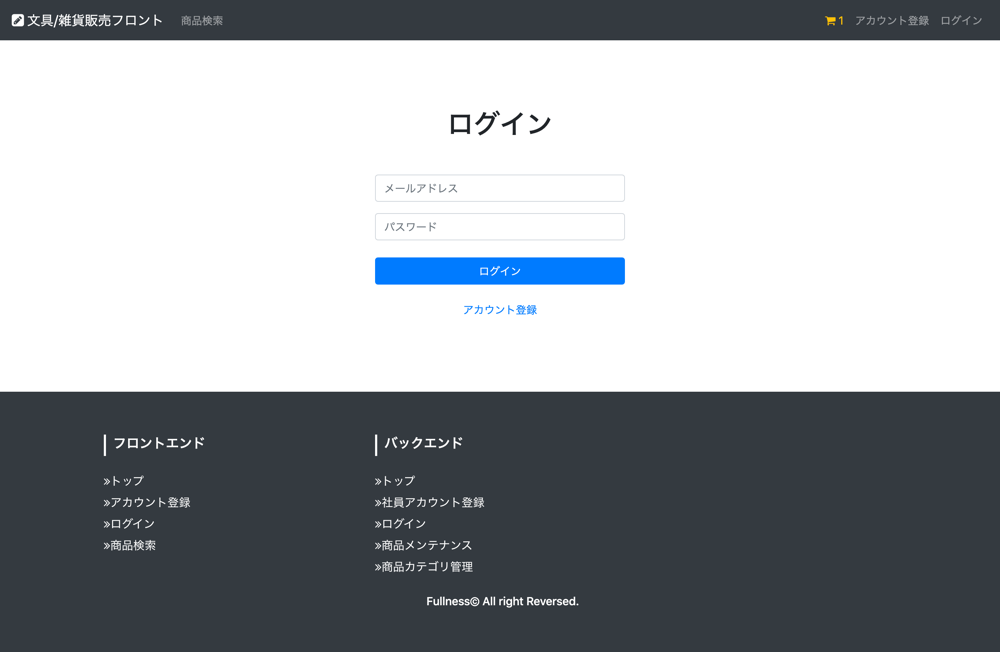 文具/雑貨販売フロント 商品検索 1 アカウント登録 ログイン
ログイン
メールアドレス
パスワード
ログイン
アカウント登録
フロントエンド
»トップ
»アカウント登録
»ログイン
»商品検索
バックエンド
»トップ
»社員アカウント登録
»ログイン
»商品メンテナンス
»商品カテゴリ管理
Fullness© All right Reversed.